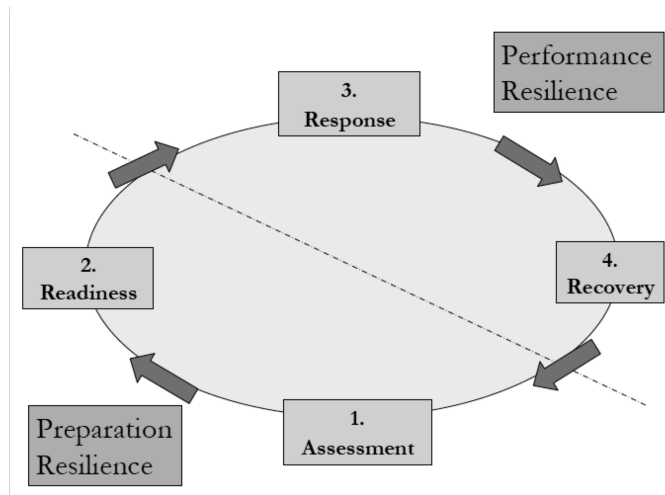 Performance
Resilience
3.
Response
2.
Readiness
4.
Recovery
1.
Assessment
Preparation
Resilience